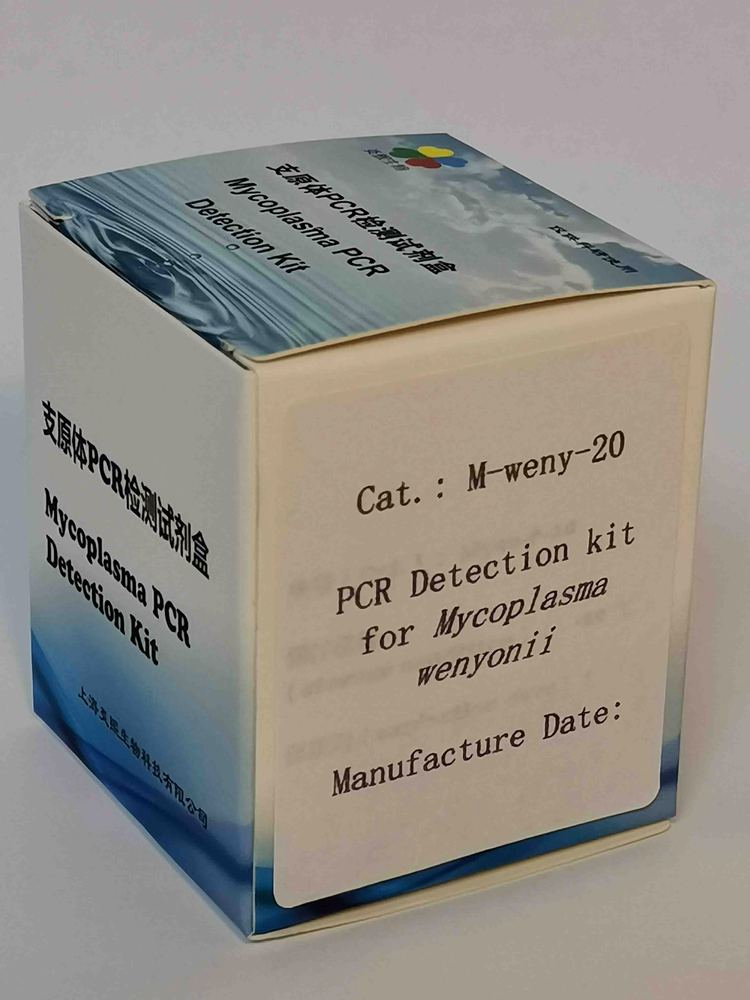 支原体PCR检测试剂盒
Mycoplasma PCR
Detection Kit
支原体PCR检测试剂盒
Mycoplasma PCR
Detection Kit
Cat.: M-weny-20
PCR Detection kit
for Mycoplasma
wenyonii
Manufacture Date: